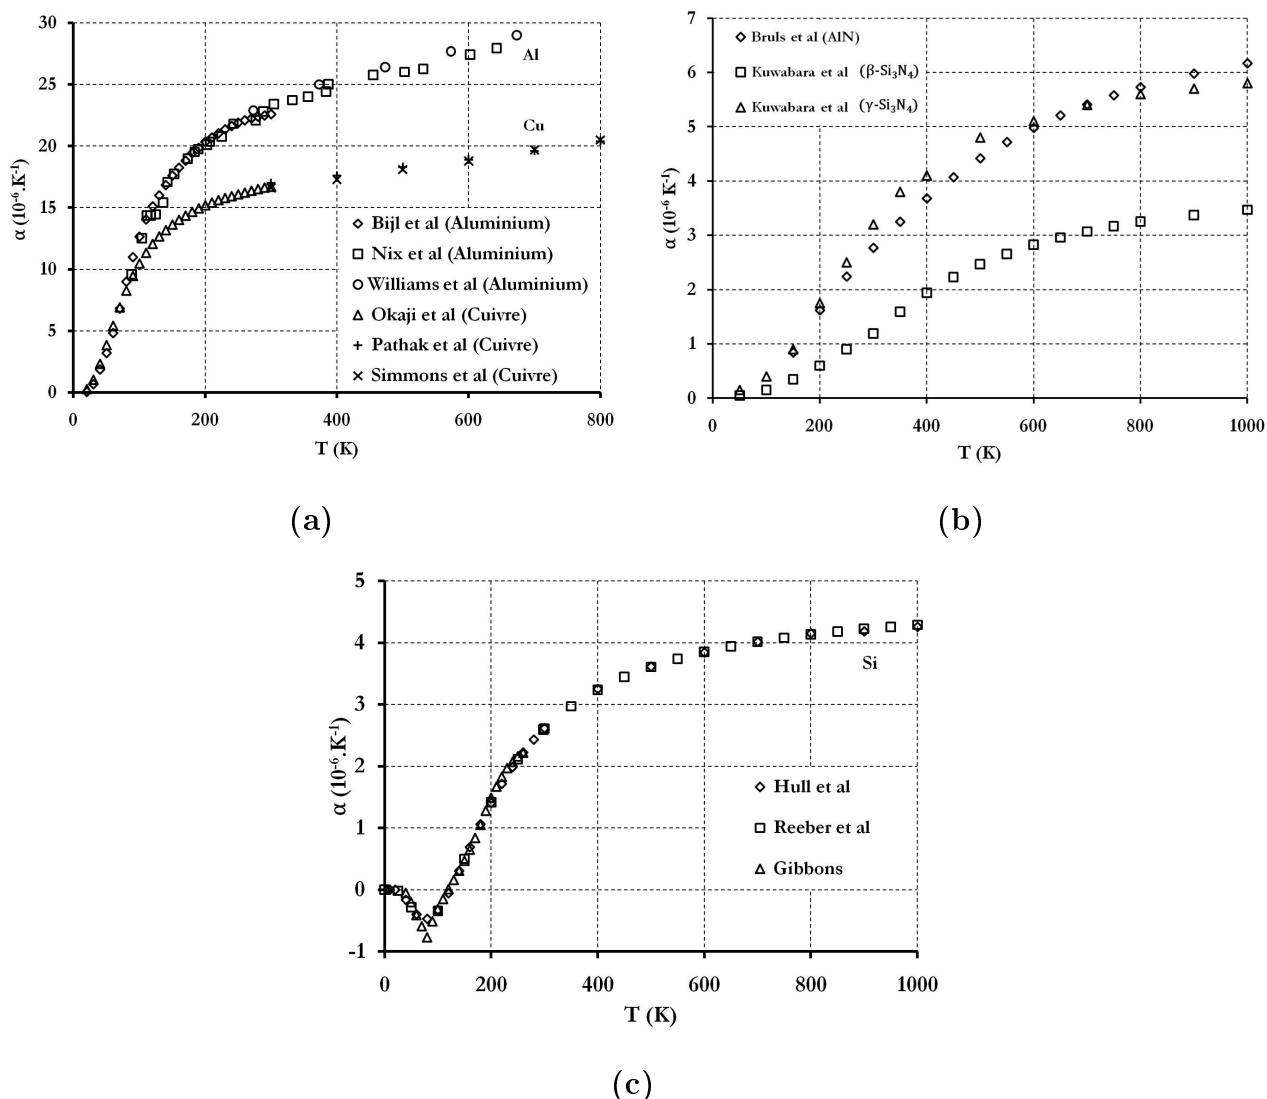 30
25
20
15
10
5
0
α (10⁻⁶.K⁻¹)
Al
Cu
Bijl et al (Aluminium)
Nix et al (Aluminium)
Williams et al (Aluminium)
Okaji et al (Cuivre)
Pathak et al (Cuivre)
Simmons et al (Cuivre)
0 200 400 600 800
T (K)
(a)
7
6
5
4
3
2
1
0
α (10⁻⁶ K⁻¹)
Bruls et al (AlN)
Kuwabara et al (β-Si₃N₄)
Kuwabara et al (γ-Si₃N₄)
0 200 400 600 800 1000
T (K)
(b)
5
4
3
2
1
0
-1
α (10⁻⁶.K⁻¹)
Si
Hull et al
Reeber et al
Gibbons
0 200 400 600 800 1000
T (K)
(c)